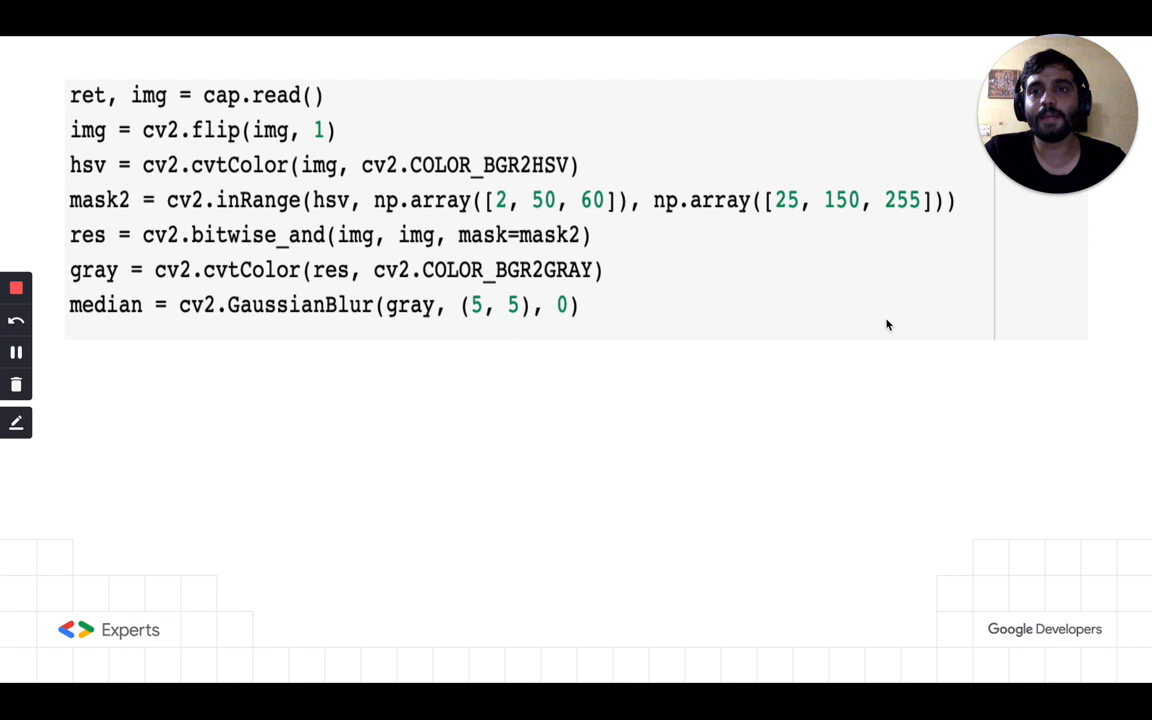 ret, img = cap.read()
img = cv2.flip(img, 1)
hsv = cv2.cvtColor(img, cv2.COLOR_BGR2HSV)
mask2 = cv2.inRange(hsv, np.array([2, 50, 60]), np.array([25, 150, 255]))
res = cv2.bitwise_and(img, img, mask=mask2)
gray = cv2.cvtColor(res, cv2.COLOR_BGR2GRAY)
median = cv2.GaussianBlur(gray, (5, 5), 0)
Experts
Google Developers